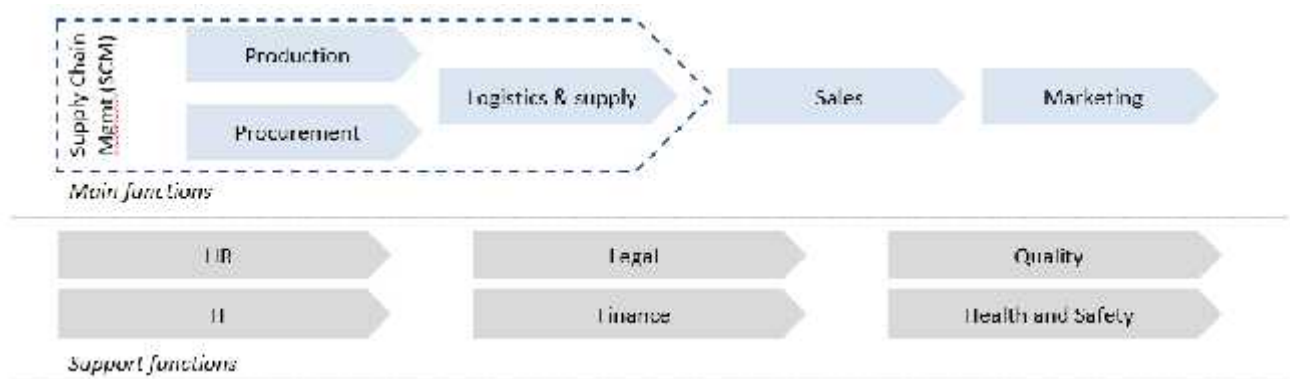 Supply Chain
Mgmt (SCM)
Production
Procurement
Logistics & supply
Sales
Marketing
Main functions
HR
Legal
Quality
IT
Finance
Health and Safety
Support functions